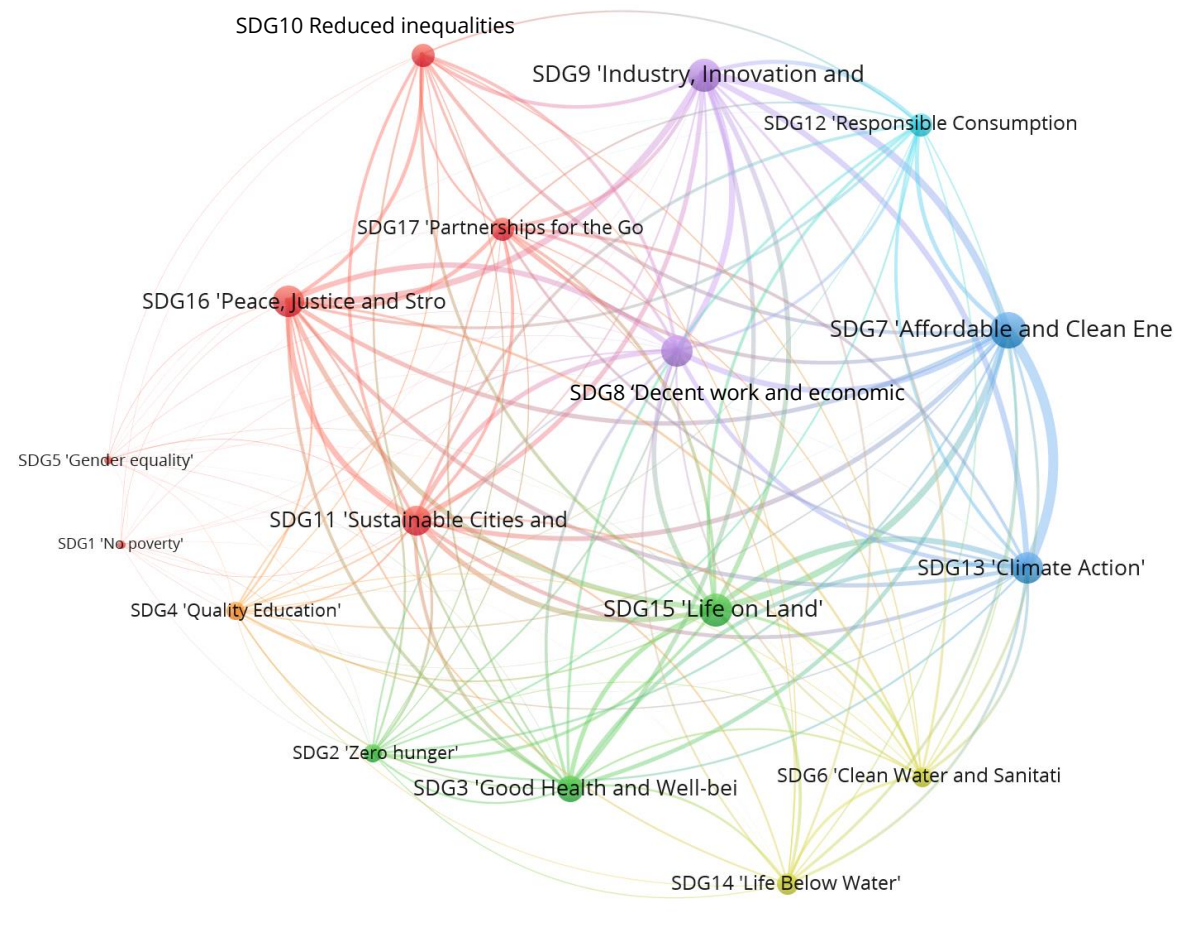 SDG10 Reduced inequalities
SDG9 'Industry, Innovation and
SDG12 'Responsible Consumption
SDG17 'Partnerships for the Go
SDG16 'Peace, Justice and Stro
SDG7 'Affordable and Clean Ene
SDG8 ‘Decent work and economic
SDG5 'Gender equality'
SDG11 'Sustainable Cities and
SDG1 'No poverty'
SDG13 'Climate Action'
SDG4 'Quality Education'
SDG15 'Life on Land'
SDG2 'Zero hunger'
SDG3 'Good Health and Well-bei
SDG6 'Clean Water and Sanitati
SDG14 'Life Below Water'